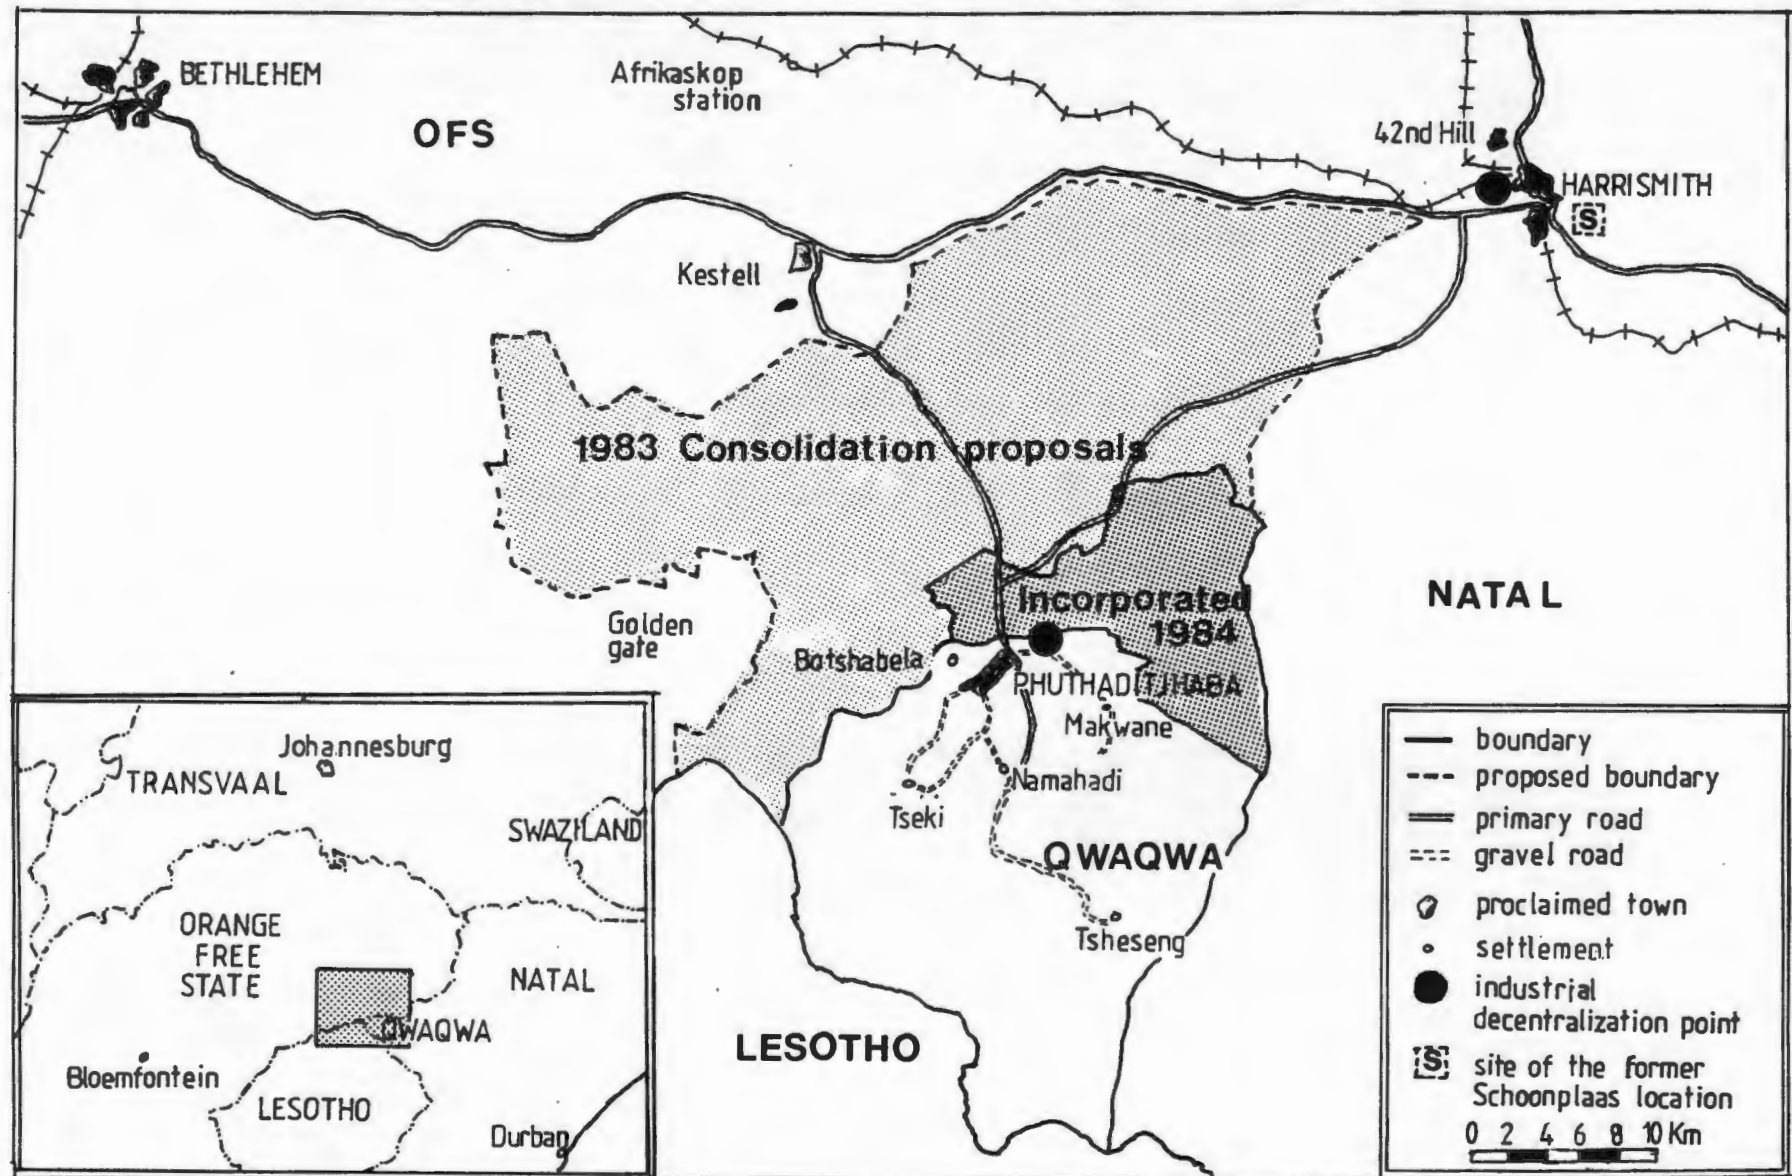 BETHLEHEM
OFS
Afrikaskop
station
42nd Hill
HARRISMITH
S
Kestell
1983 Consolidation proposals
NATAL
Incorporated
1984
Golden
gate
Botshabela
PHUTHADITJHABA
Makwane
Namahadi
Tseki
QWAQWA
Tsheseng
LESOTHO
Johannesburg
TRANSVAAL
SWAZILAND
ORANGE
FREE
STATE
NATAL
QWAQWA
Bloemfontein
LESOTHO
Durban
boundary
proposed boundary
primary road
gravel road
proclaimed town
settlement
industrial
decentralization point
S
site of the former
Schoonplaas location
0 2 4 6 8 10 Km